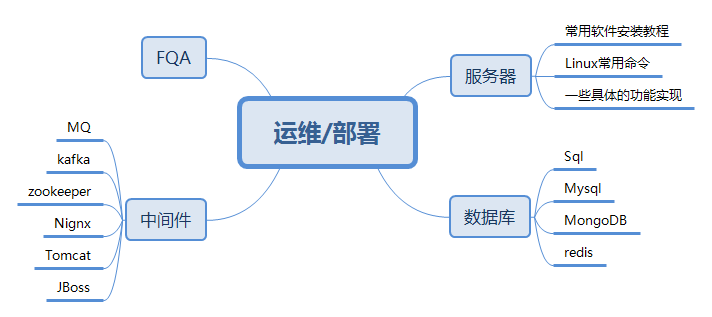 运维/部署
FQA
服务器
常用软件安装教程
Linux常用命令
一些具体的功能实现
数据库
Sql
Mysql
MongoDB
redis
中间件
MQ
kafka
zookeeper
Nignx
Tomcat
JBoss